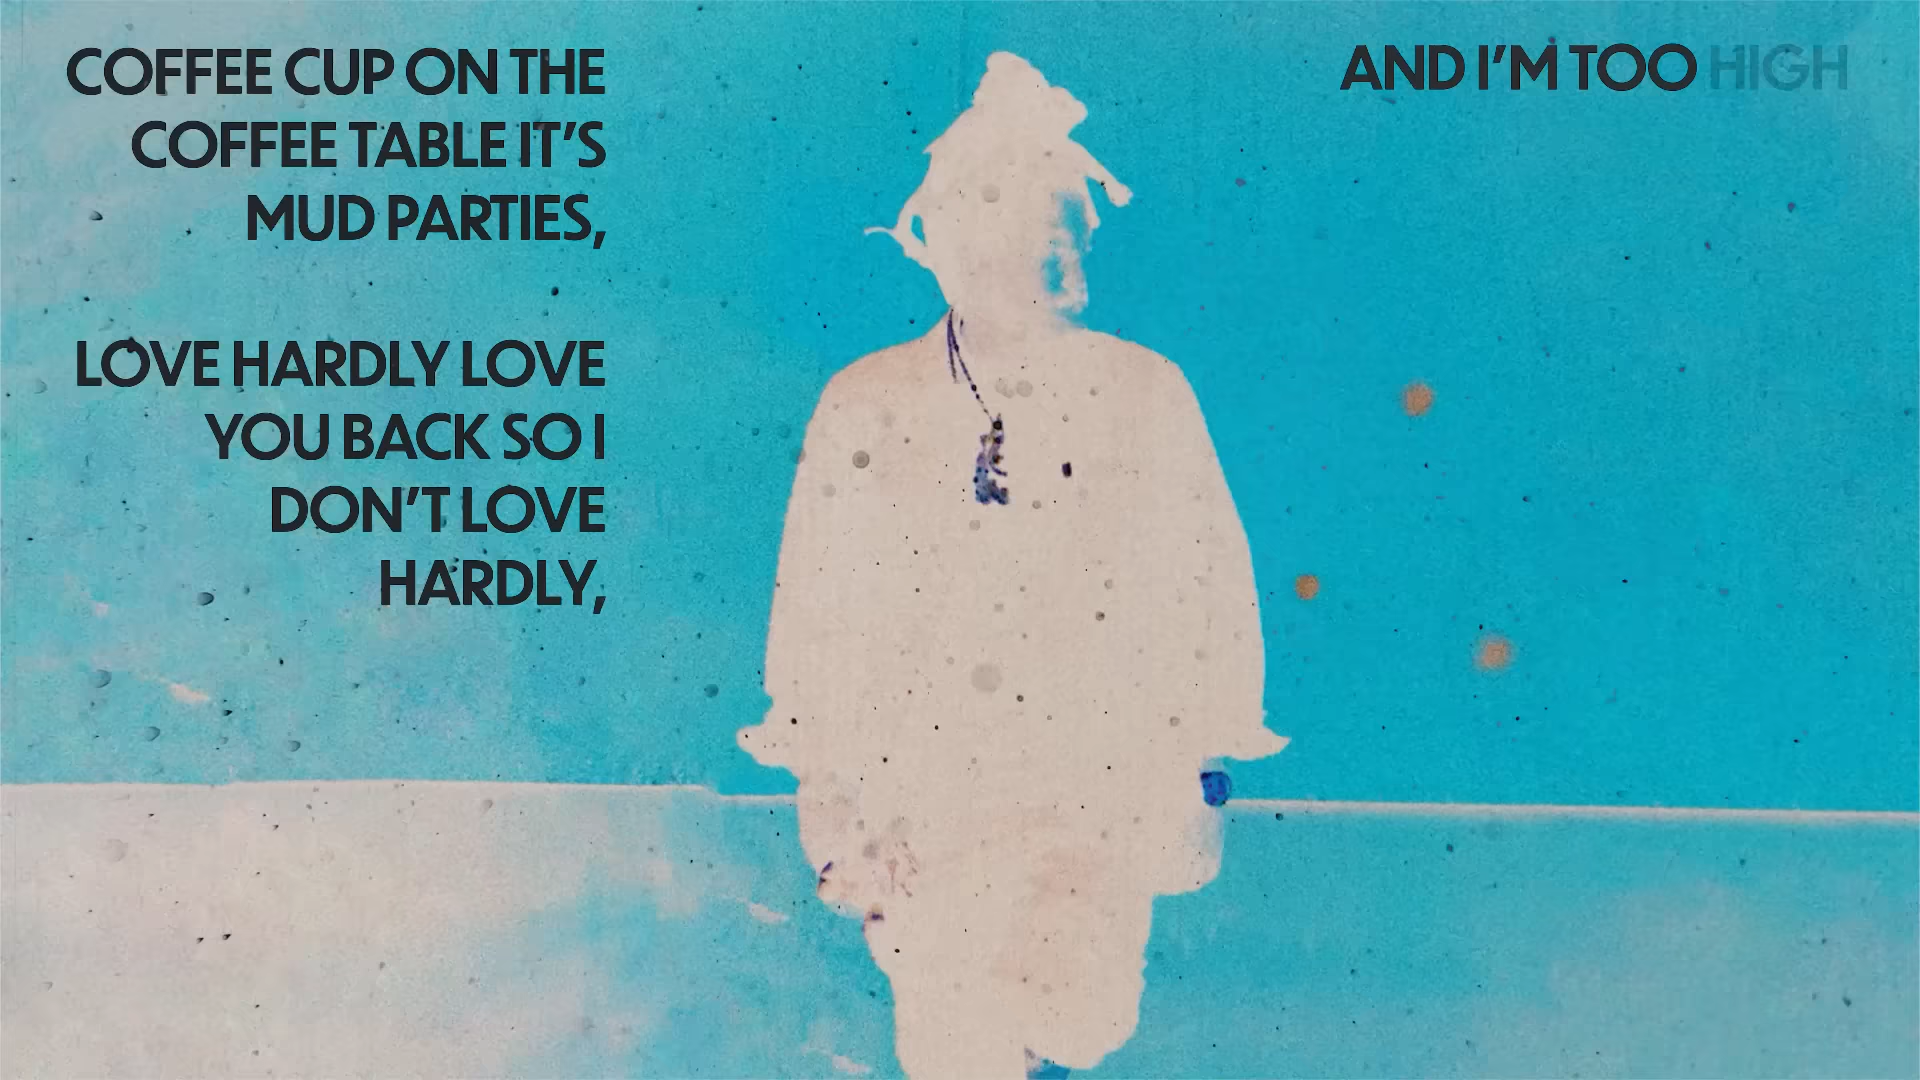 COFFEE CUP ON THE
COFFEE TABLE IT'S
MUD PARTIES,
LOVE HARDLY LOVE
YOU BACK SO I
DON'T LOVE
HARDLY,
AND I'M TOO HIGH